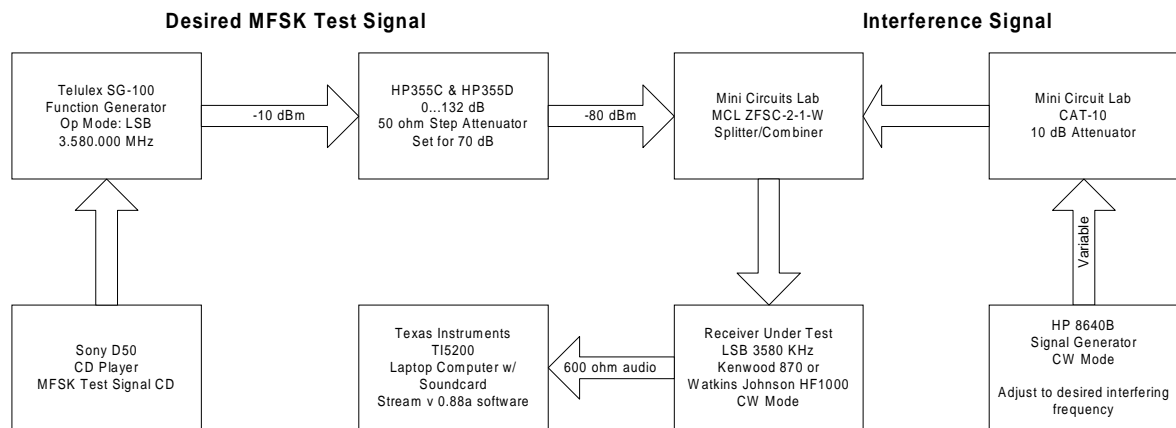 Desired MFSK Test Signal
Interference Signal
Telulex SG-100
Function Generator
Op Mode: LSB
3.580.000 MHz
-10 dBm
HP355C & HP355D
0...132 dB
50 ohm Step Attenuator
Set for 70 dB
-80 dBm
Mini Circuits Lab
MCL ZFSC-2-1-W
Splitter/Combiner
Mini Circuit Lab
CAT-10
10 dB Attenuator
Variable
Sony D50
CD Player
MFSK Test Signal CD
Texas Instruments
TI5200
Laptop Computer w/
Soundcard
Stream v 0.88a software
600 ohm audio
Receiver Under Test
LSB 3580 KHz
Kenwood 870 or
Watkins Johnson HF1000
CW Mode
HP 8640B
Signal Generator
CW Mode
Adjust to desired interfering
frequency